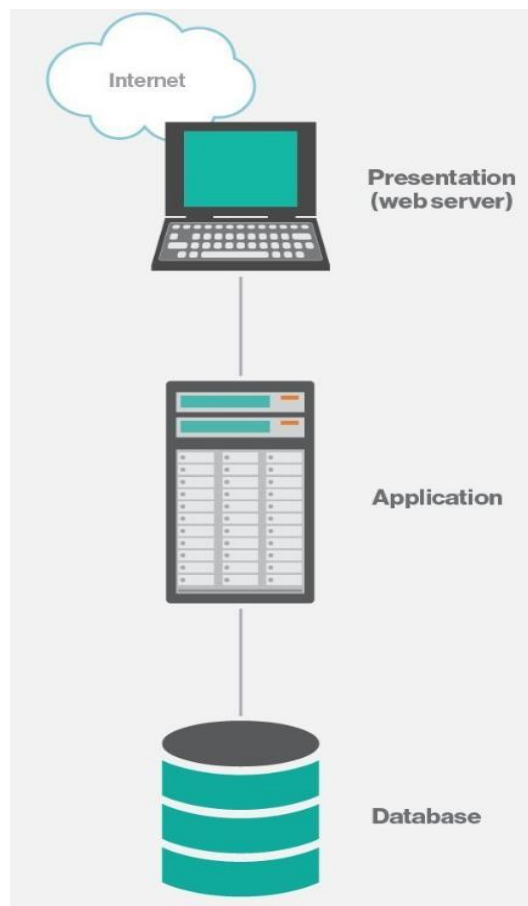 Internet
Presentation
(web server)
Application
Database